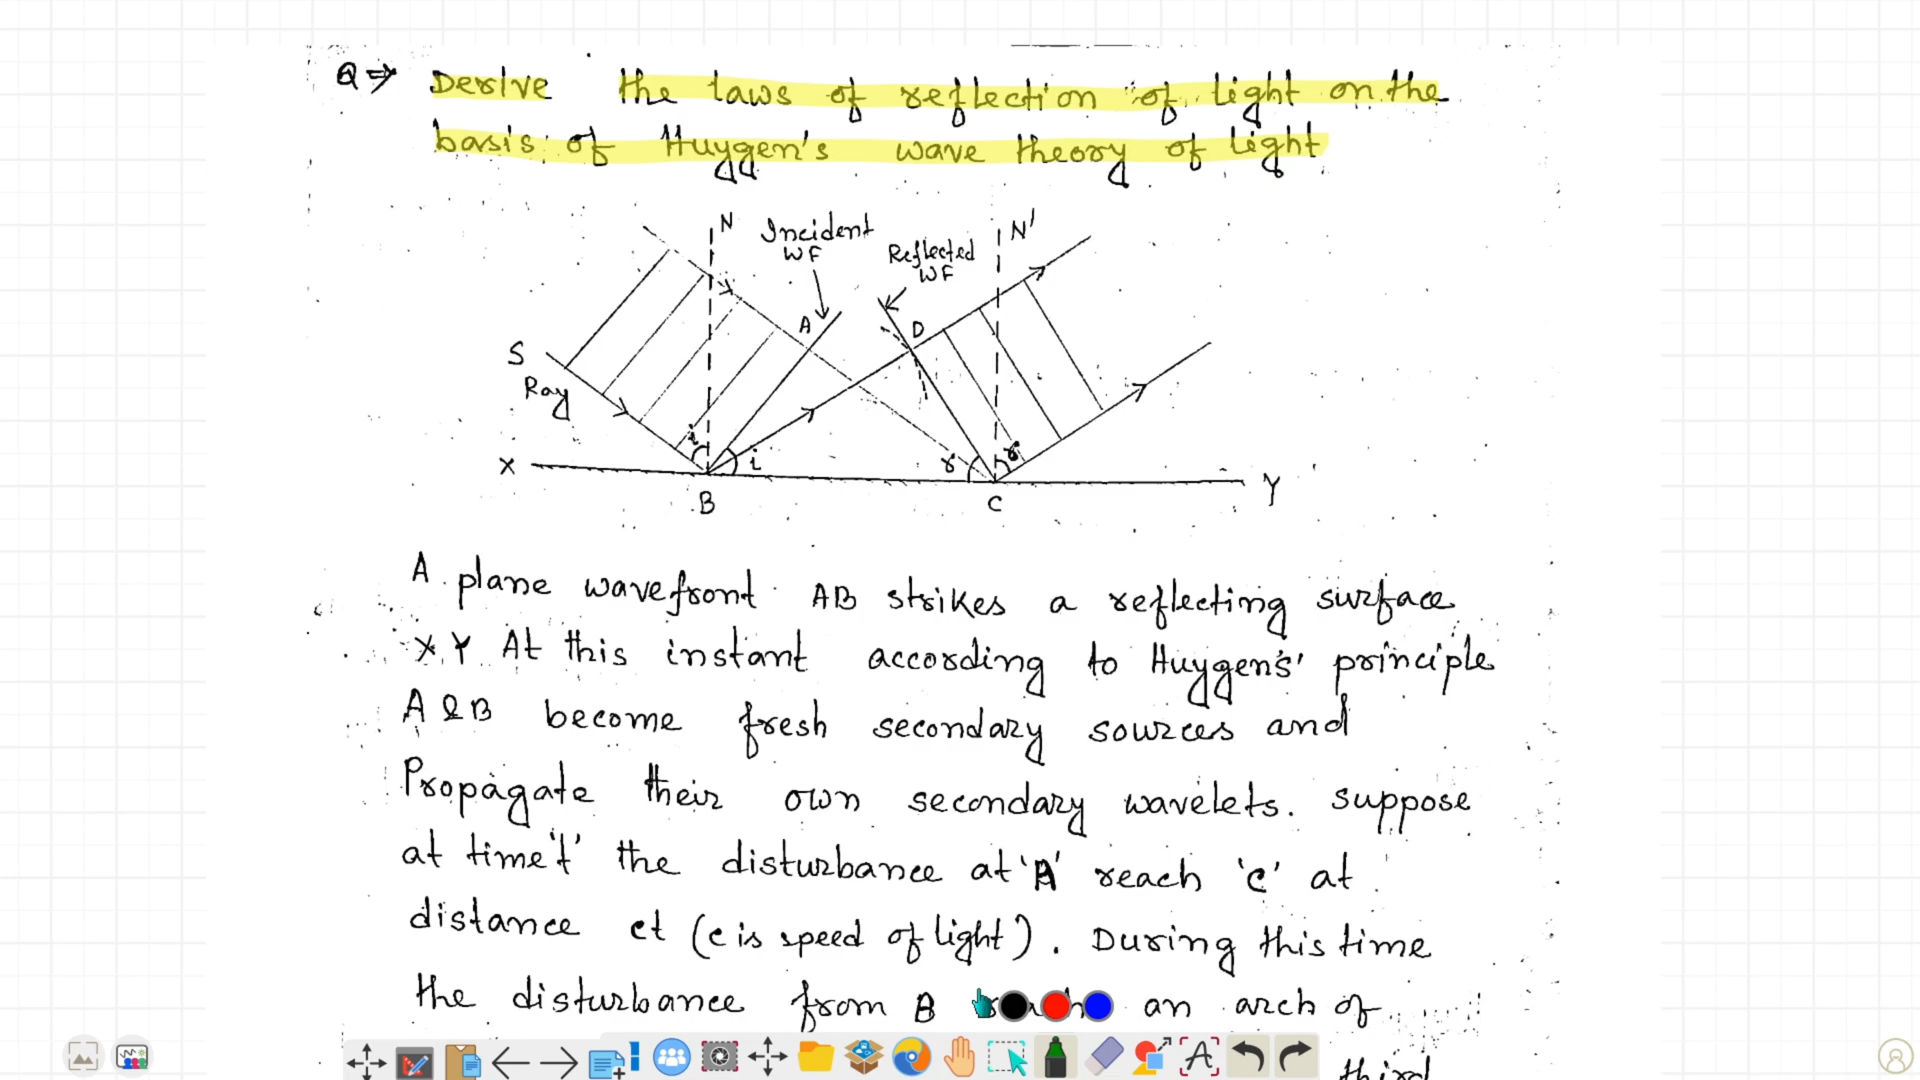 Q ⇒ Derive the laws of reflection of light on the
basis of Huygen's wave theory of light
N
Incident
WF
Reflected
WF
N'
A
D
S
Ray
i
i
r
r
X
B
C
Y
A plane wavefront AB strikes a reflecting surface
XY At this instant according to Huygens' principle
A & B become fresh secondary sources and
Propagate their own secondary wavelets. suppose
at time 't' the disturbance at 'A' reach 'c' at
distance ct (c is speed of light). During this time
the disturbance from B an arch of
third